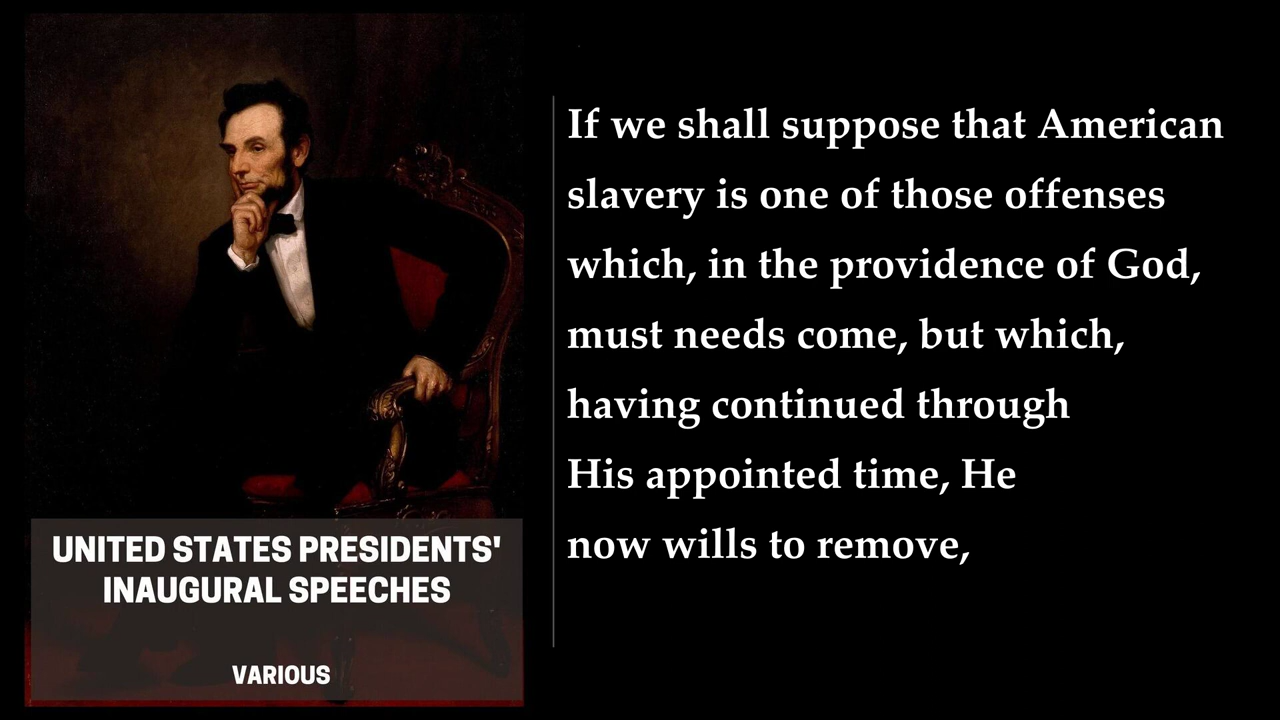 UNITED STATES PRESIDENTS'
INAUGURAL SPEECHES
VARIOUS
If we shall suppose that American
slavery is one of those offenses
which, in the providence of God,
must needs come, but which,
having continued through
His appointed time, He
now wills to remove,